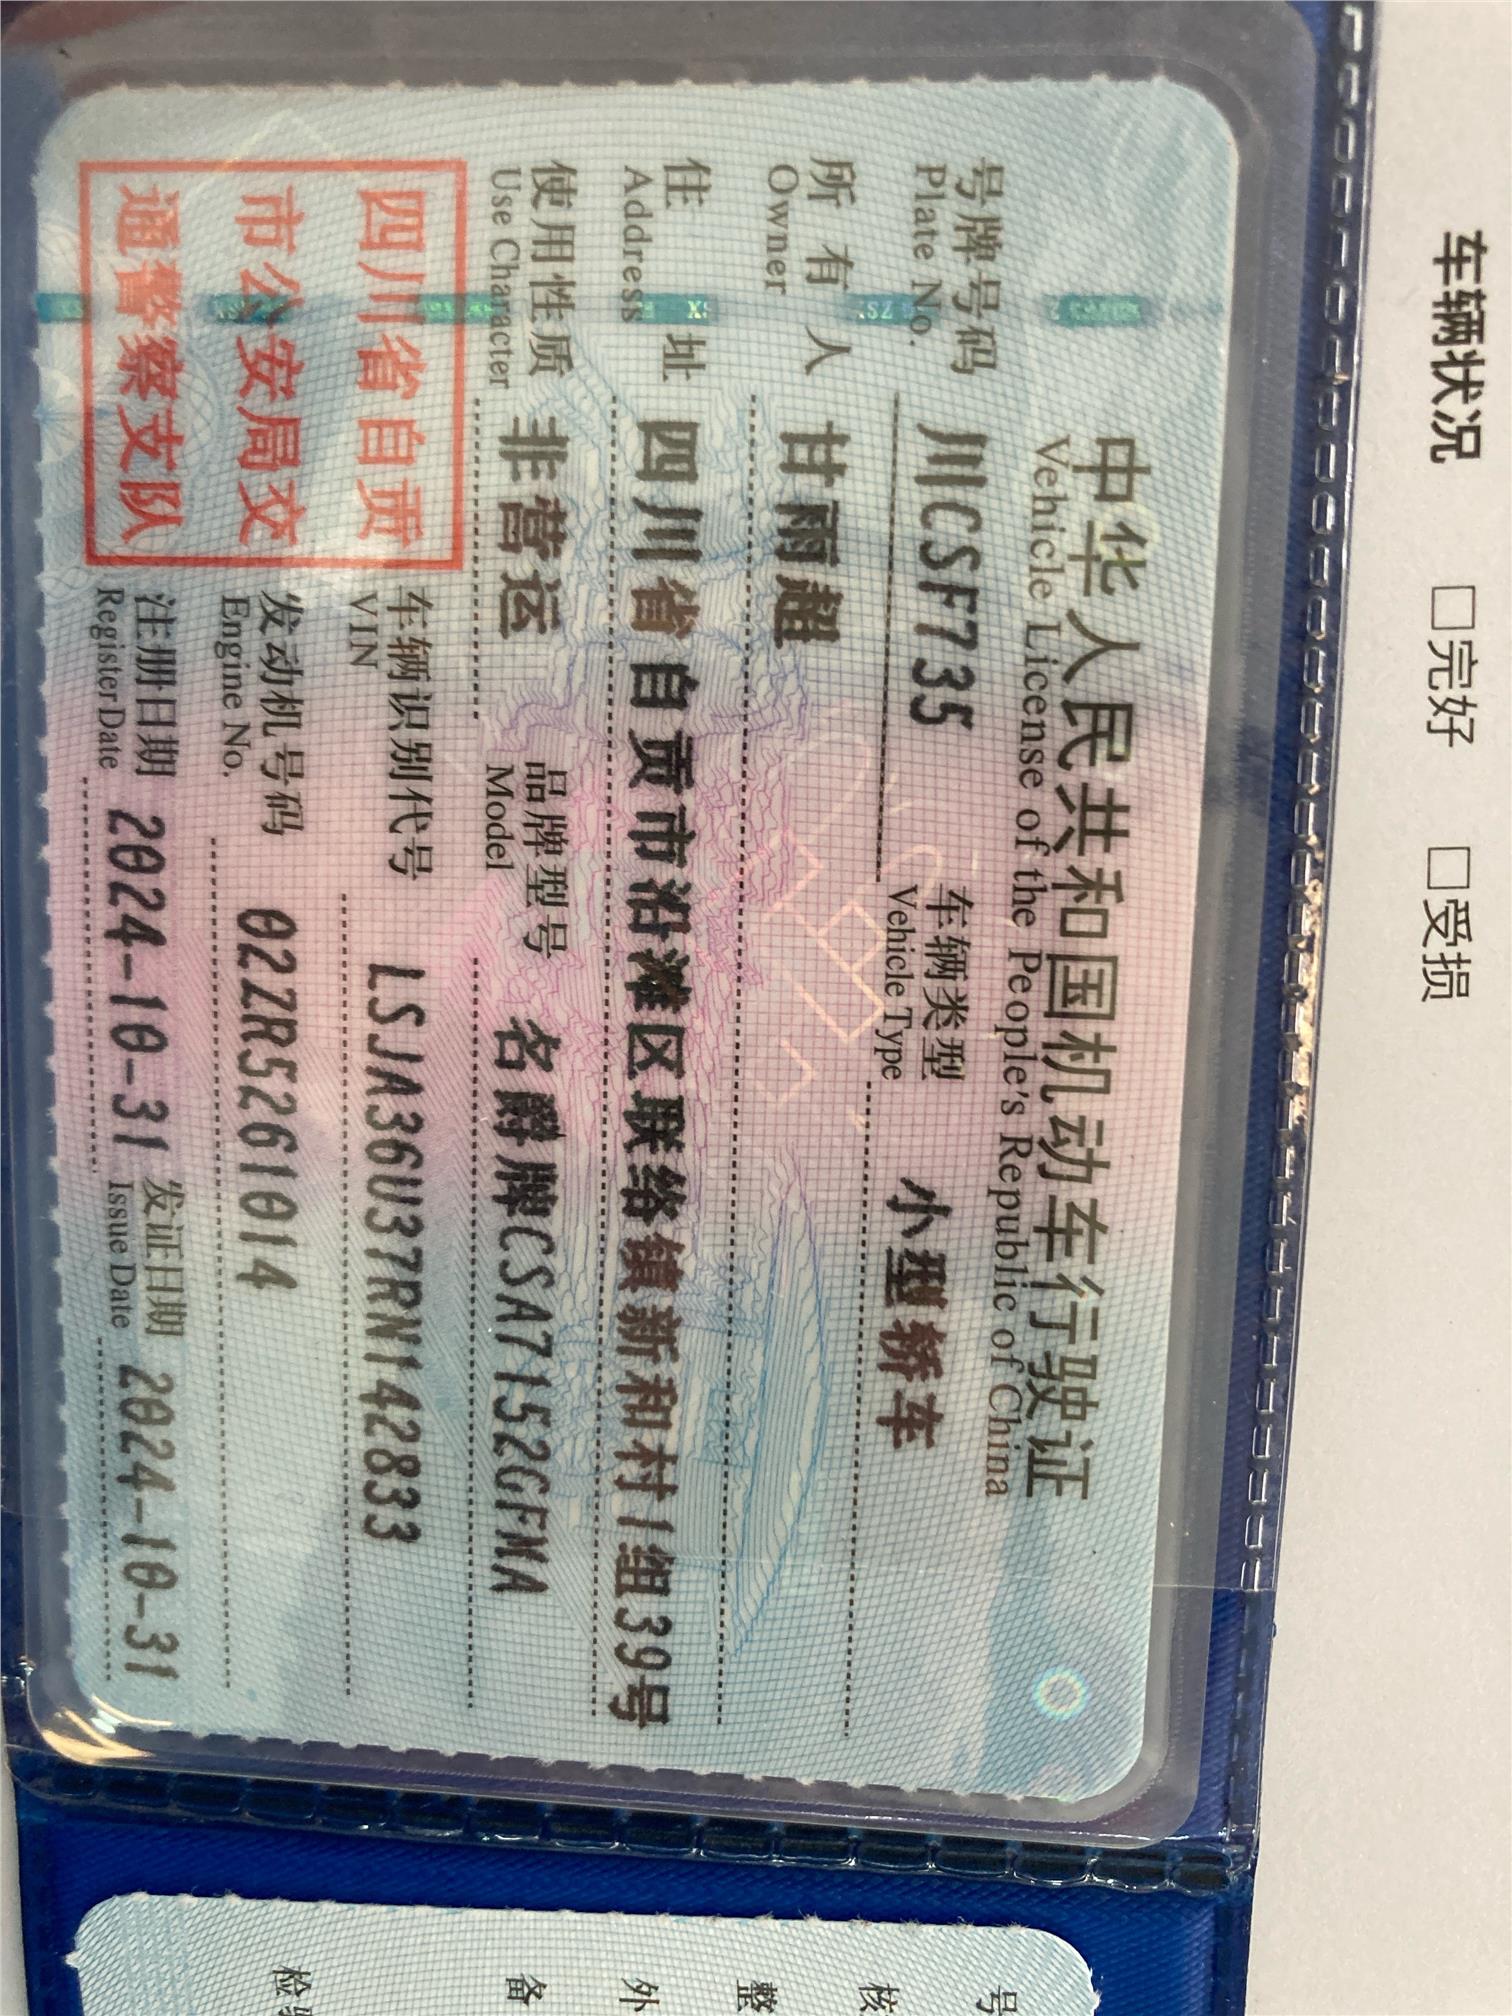 车辆状况 □完好 □受损
中华人民共和国机动车行驶证
Vehicle License of the People's Republic of China
号牌号码 川CSF735 车辆类型 小型轿车
Plate No. Vehicle Type
所有人 甘雨超
Owner
住址 四川省自贡市沿滩区联络镇新和村1组39号
Address
使用性质 非营运 品牌型号 名爵牌CSA7152GFMA
Use Character Model
四川省自贡
市公安局交
通警察支队
车辆识别代号 LSJA36U37RN142833
VIN
发动机号码 02ZR5261014
Engine No.
注册日期 2024-10-31 发证日期 2024-10-31
Register Date Issue Date
号
核
整
外
备
检